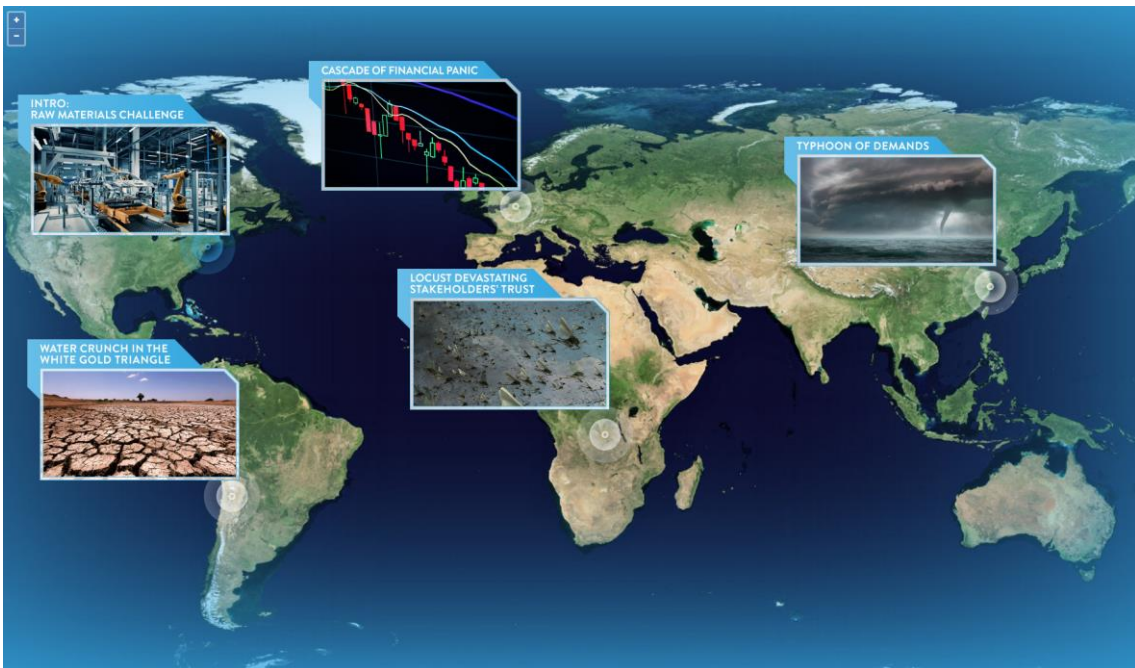 +
-
CASCADE OF FINANCIAL PANIC
INTRO:
RAW MATERIALS CHALLENGE
TYPHOON OF DEMANDS
LOCUST DEVASTATING
STAKEHOLDERS' TRUST
WATER CRUNCH IN THE
WHITE GOLD TRIANGLE